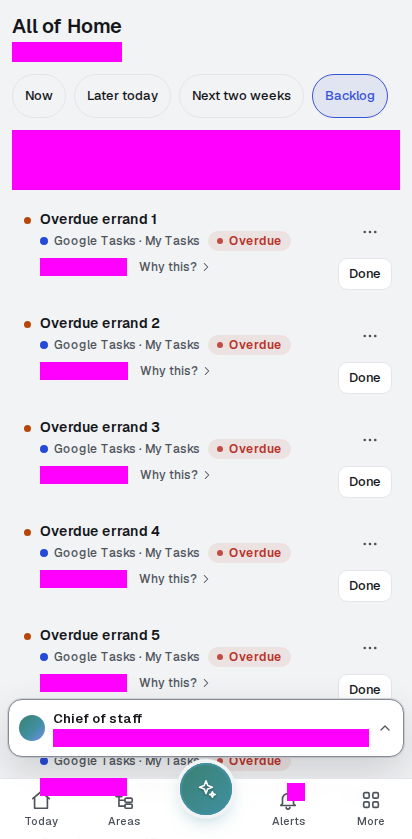 All of Home
Now
Later today
Next two weeks
Backlog
Overdue errand 1
Google Tasks · My Tasks
Overdue
Why this?
Done
Overdue errand 2
Google Tasks · My Tasks
Overdue
Why this?
Done
Overdue errand 3
Google Tasks · My Tasks
Overdue
Why this?
Done
Overdue errand 4
Google Tasks · My Tasks
Overdue
Why this?
Done
Overdue errand 5
Google Tasks · My Tasks
Overdue
Why this?
Done
Chief of staff
Google Tasks · My Tasks
Overdue
Today
Areas
Alerts
More